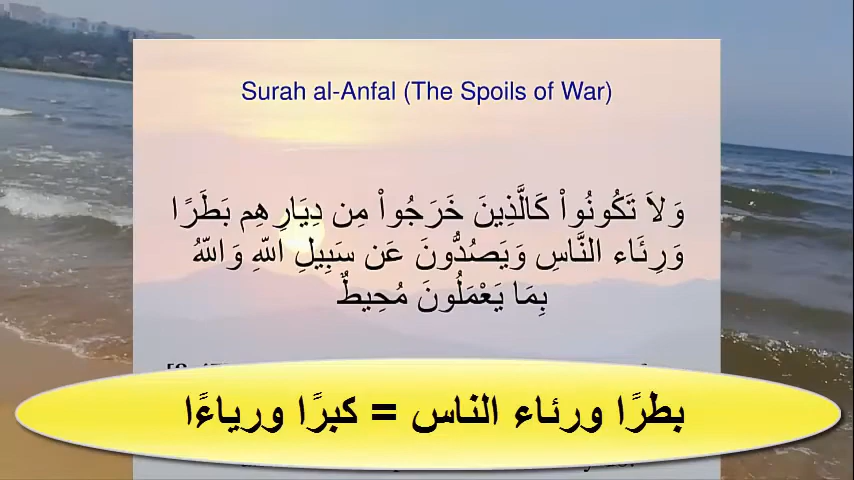 Surah al-Anfal (The Spoils of War)
وَلاَ تَكُونُواْ كَالَّذِينَ خَرَجُواْ مِن دِيَارِهِم بَطَرًا
وَرِئَاء النَّاسِ وَيَصُدُّونَ عَن سَبِيلِ اللّهِ وَاللّهُ
بِمَا يَعْمَلُونَ مُحِيطٌ
بطرًا ورئاء الناس = كبرًا ورياءًا